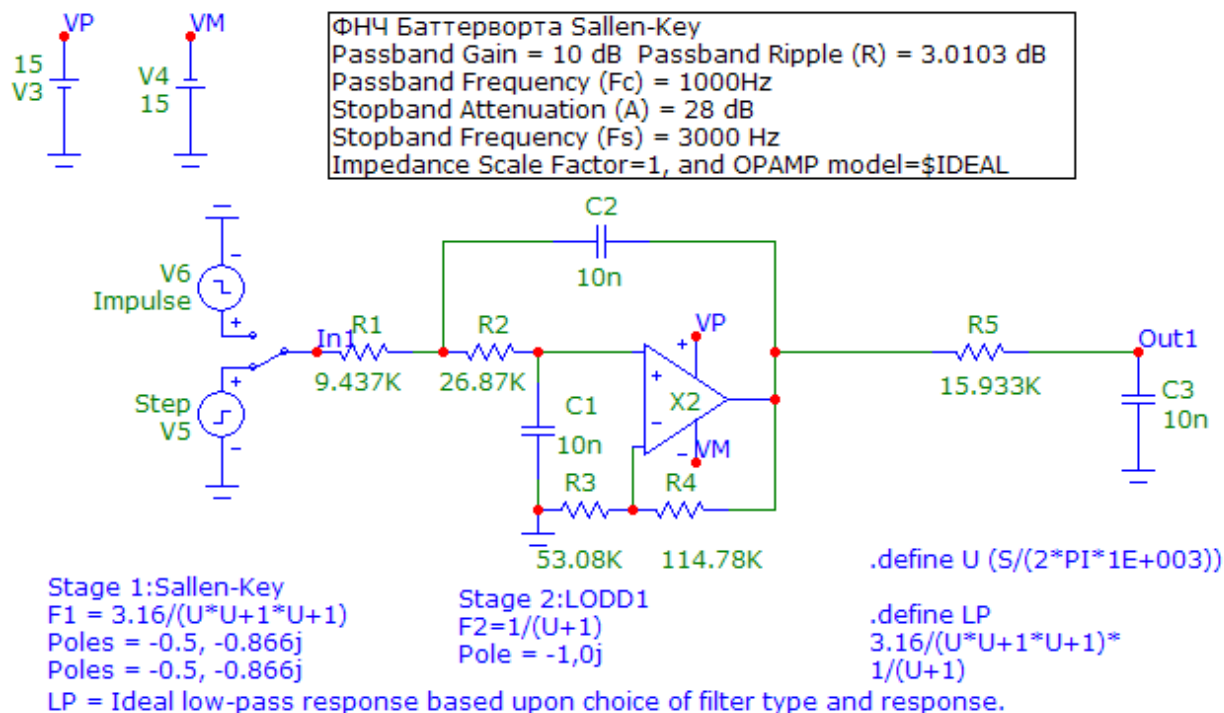 VP
VM
15
V3
V4
15
ФНЧ Баттерворта Sallen-Key
Passband Gain = 10 dB Passband Ripple (R) = 3.0103 dB
Passband Frequency (Fc) = 1000Hz
Stopband Attenuation (A) = 28 dB
Stopband Frequency (Fs) = 3000 Hz
Impedance Scale Factor=1, and OPAMP model=$IDEAL
C2
10n
V6
Impulse
In1
R1
9.437K
R2
26.87K
VP
X2
VM
R5
15.933K
Out1
C3
10n
Step
V5
C1
10n
R3
53.08K
R4
114.78K
.define U (S/(2*PI*1E+003))
Stage 1:Sallen-Key
F1 = 3.16/(U*U+1*U+1)
Poles = -0.5, -0.866j
Poles = -0.5, -0.866j
Stage 2:LODD1
F2=1/(U+1)
Pole = -1,0j
.define LP
3.16/(U*U+1*U+1)*
1/(U+1)
LP = Ideal low-pass response based upon choice of filter type and response.